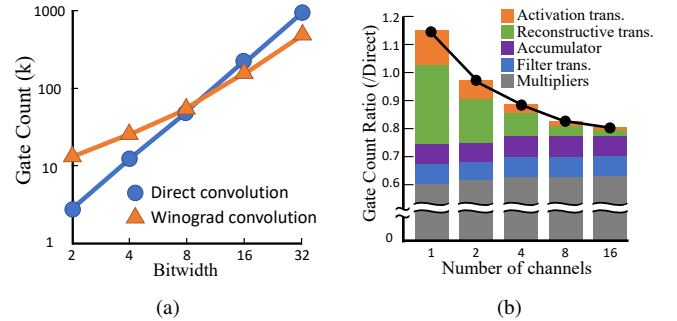 1000
100
10
1
2
4
8
16
32
Gate Count (k)
Bitwidth
Direct convolution
Winograd convolution
(a)
1.2
1.1
1.0
0.9
0.8
0.7
0.6
0
Gate Count Ratio (/Direct)
Activation trans.
Reconstructive trans.
Accumulator
Filter trans.
Multipliers
1
2
4
8
16
Number of channels
(b)